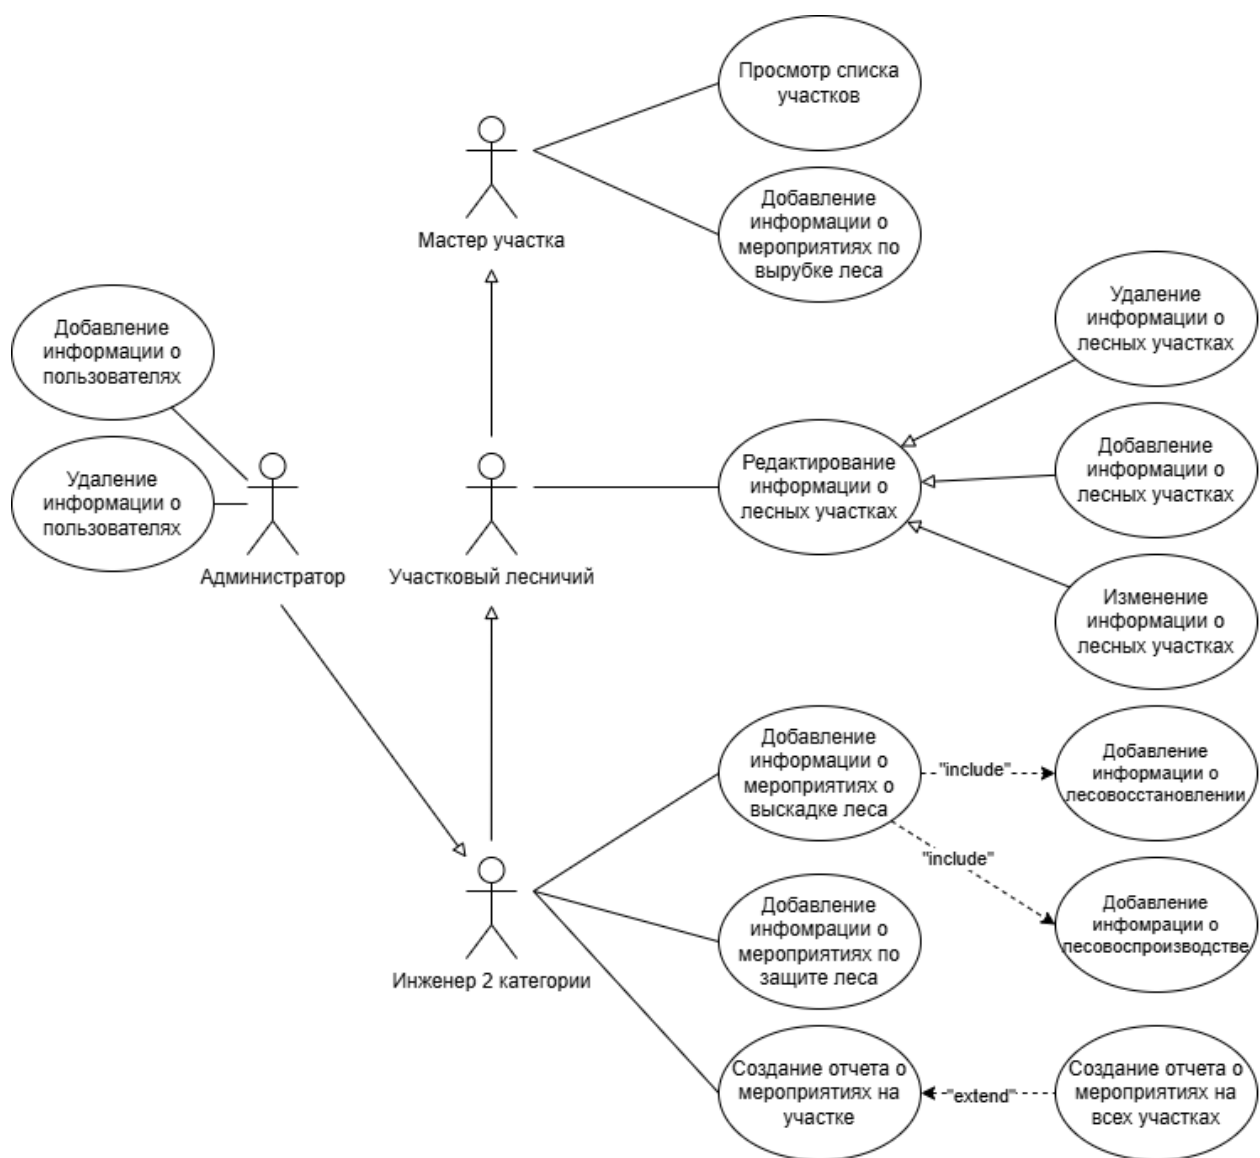 Просмотр списка
участков
Мастер участка
Добавление
информации о
мероприятиях по
вырубке леса
Удаление
информации о
лесных участках
Добавление
информации о
пользователях
Удаление
информации о
пользователях
Администратор
Участковый лесничий
Редактирование
информации о
лесных участках
Добавление
информации о
лесных участках
Изменение
информации о
лесных участках
Добавление
информации о
мероприятиях о
выскадке леса
"include"
Добавление
информации о
лесовосстановлении
"include"
Добавление
инфомрации о
лесовоспроизводстве
Инженер 2 категории
Добавление
инфомрации о
мероприятиях по
защите леса
Создание отчета о
мероприятиях на
участке
"extend"
Создание отчета о
мероприятиях на
всех участках